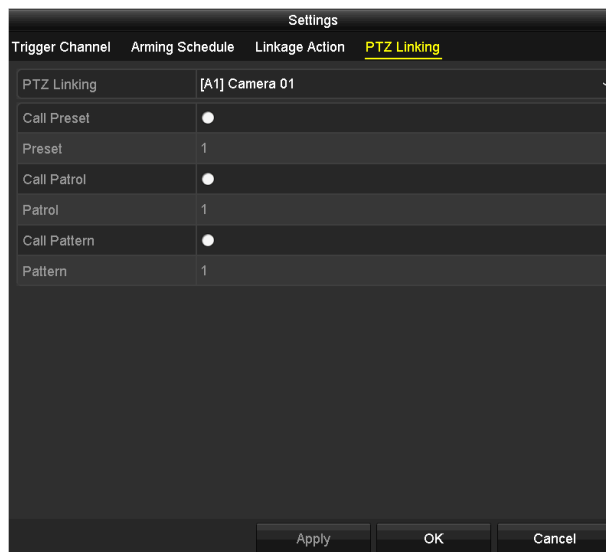 Settings
Trigger Channel Arming Schedule Linkage Action PTZ Linking
PTZ Linking [A1] Camera 01
Call Preset
Preset 1
Call Patrol
Patrol 1
Call Pattern
Pattern 1
Apply OK Cancel